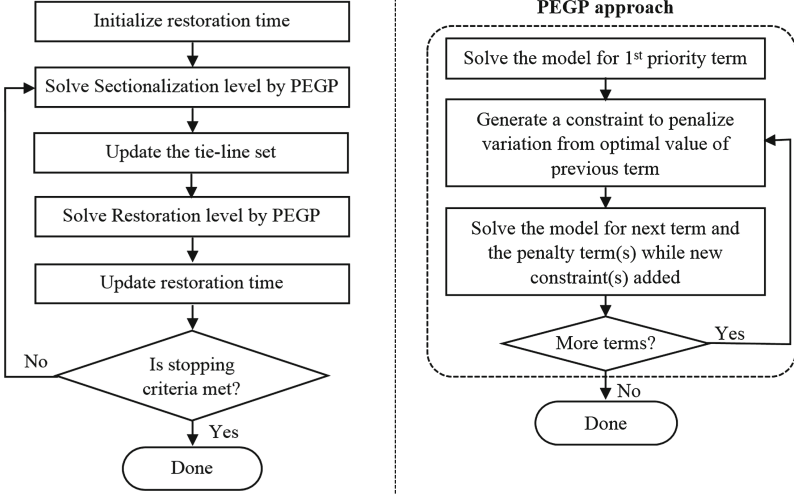 Initialize restoration time
Solve Sectionalization level by PEGP
Update the tie-line set
Solve Restoration level by PEGP
Update restoration time
Is stopping
criteria met?
No
Yes
Done
PEGP approach
Solve the model for 1st priority term
Generate a constraint to penalize
variation from optimal value of
previous term
Solve the model for next term and
the penalty term(s) while new
constraint(s) added
More terms?
Yes
No
Done